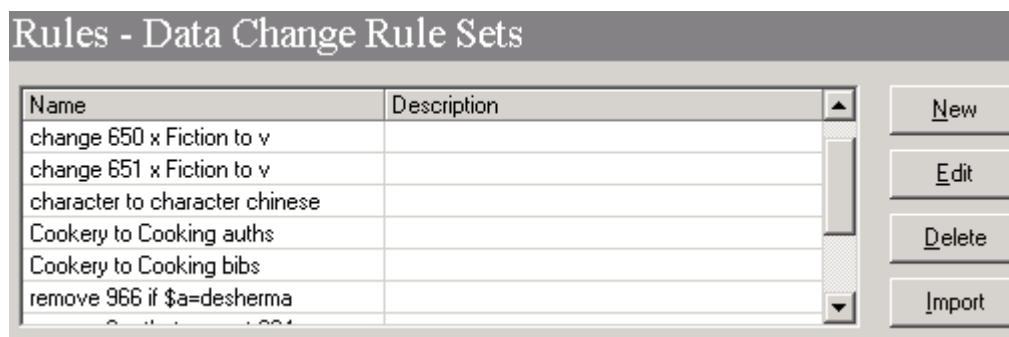 Rules - Data Change Rule Sets
Name Description
change 650 x Fiction to v
change 651 x Fiction to v
character to character chinese
Cookery to Cooking auths
Cookery to Cooking bibs
remove 966 if $a=desherma
New
Edit
Delete
Import